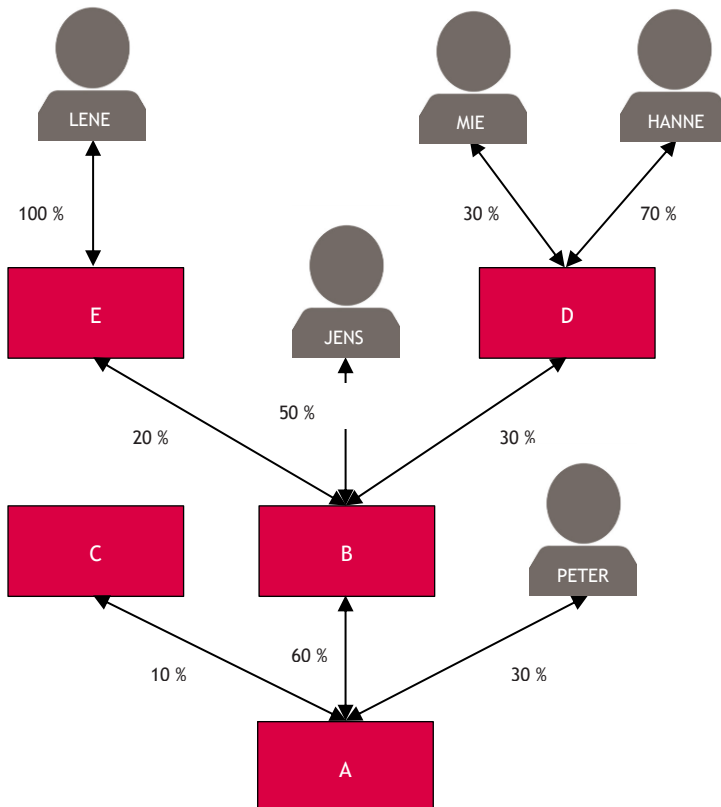 LENE
MIE
HANNE
100 %
30 %
70 %
E
D
JENS
50 %
20 %
30 %
C
B
PETER
60 %
10 %
30 %
A